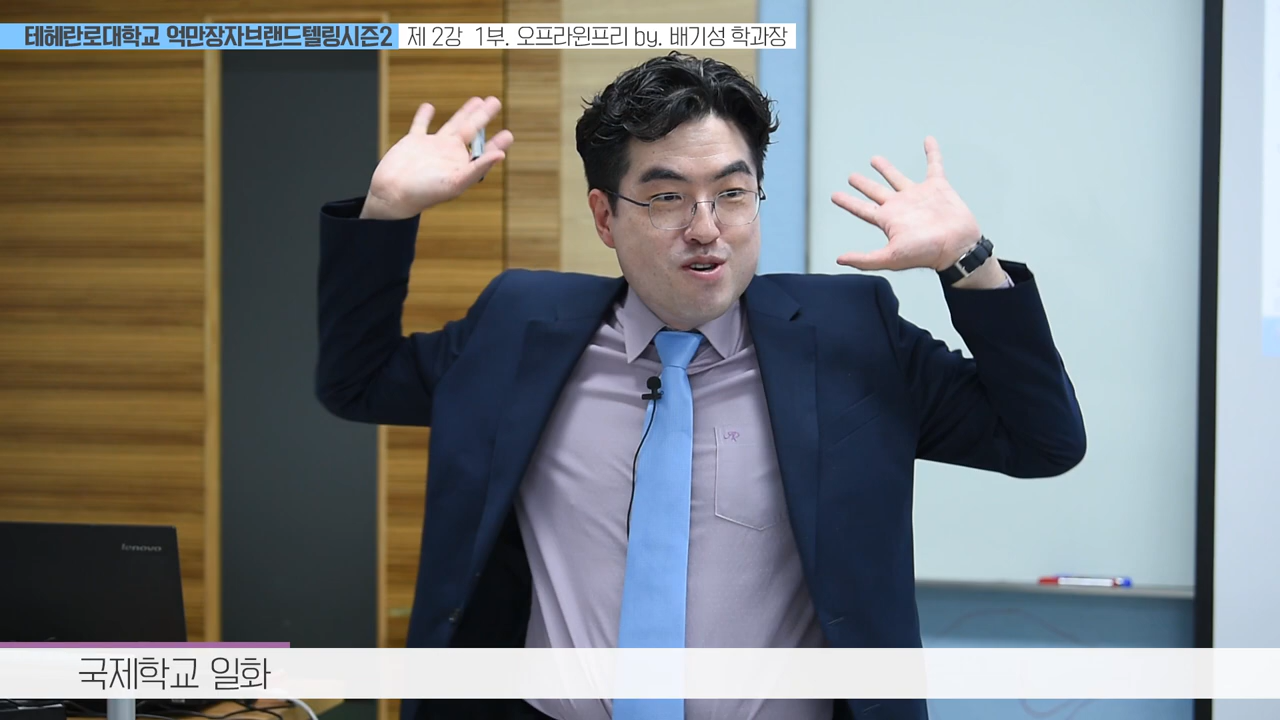 테헤란로대학교 억만장자브랜드텔링시즌2 제 2강 1부. 오프라윈프리 by. 배기성 학과장
lenovo
국제학교 일화